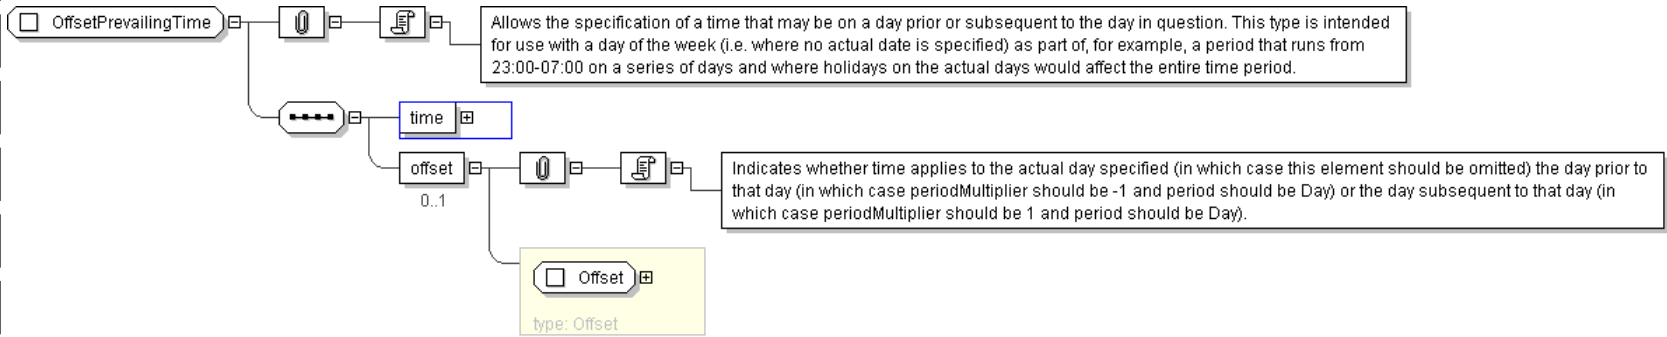 OffsetPrevailingTime
Allows the specification of a time that may be on a day prior or subsequent to the day in question. This type is intended
for use with a day of the week (i.e. where no actual date is specified) as part of, for example, a period that runs from
23:00-07:00 on a series of days and where holidays on the actual days would affect the entire time period.
time
offset
0..1
Indicates whether time applies to the actual day specified (in which case this element should be omitted) the day prior to
that day (in which case periodMultiplier should be -1 and period should be Day) or the day subsequent to that day (in
which case periodMultiplier should be 1 and period should be Day).
Offset
type: Offset